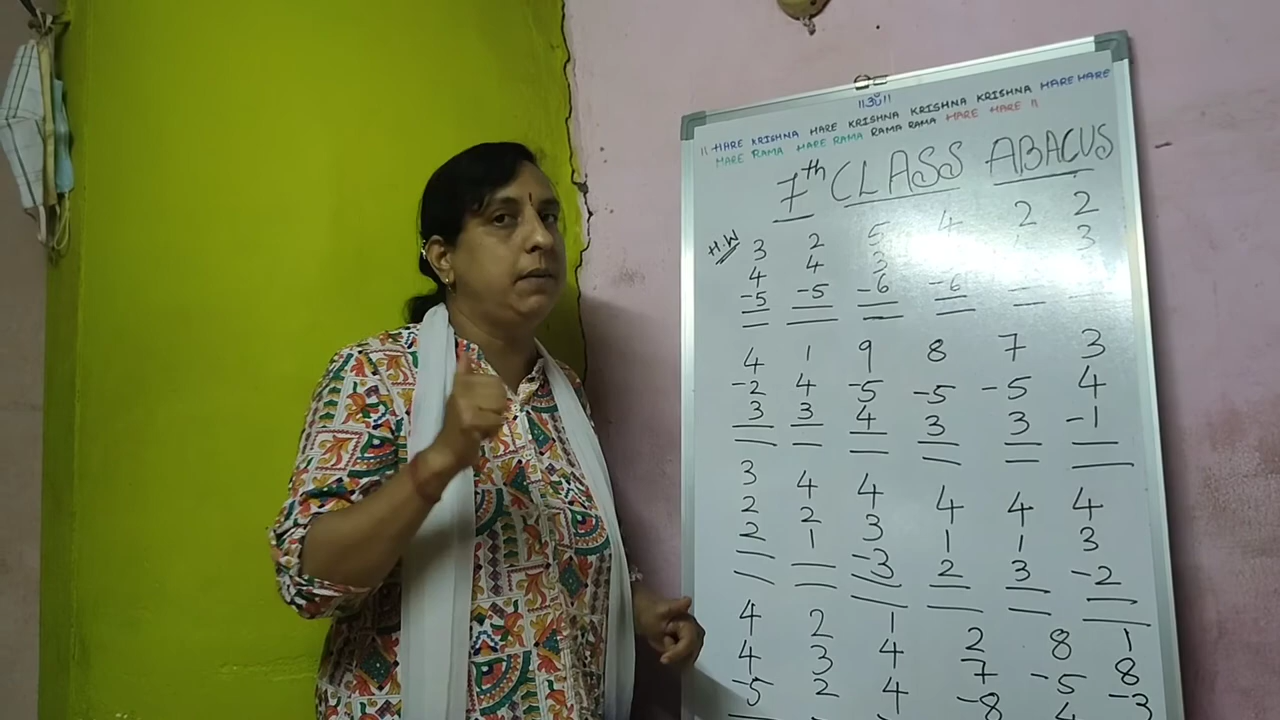 ||ॐ||
|| HARE KRISHNA HARE KRISHNA KRISHNA KRISHNA HARE HARE
HARE RAMA HARE RAMA RAMA RAMA HARE HARE ||
7th CLASS ABACUS
H.W
3 2 5 4 2 2
4 4 3 3
-5 -5 -6 -6
4 1 9 8 7 3
-2 4 -5 -5 -5 4
3 3 4 3 3 -1
3 4 4 4 4 4
2 2 3 1 1 3
2 1 -3 2 3 -2
4 2 1 2 8 1
4 3 4 7 -5 8
-5 2 4 -8 4 -3